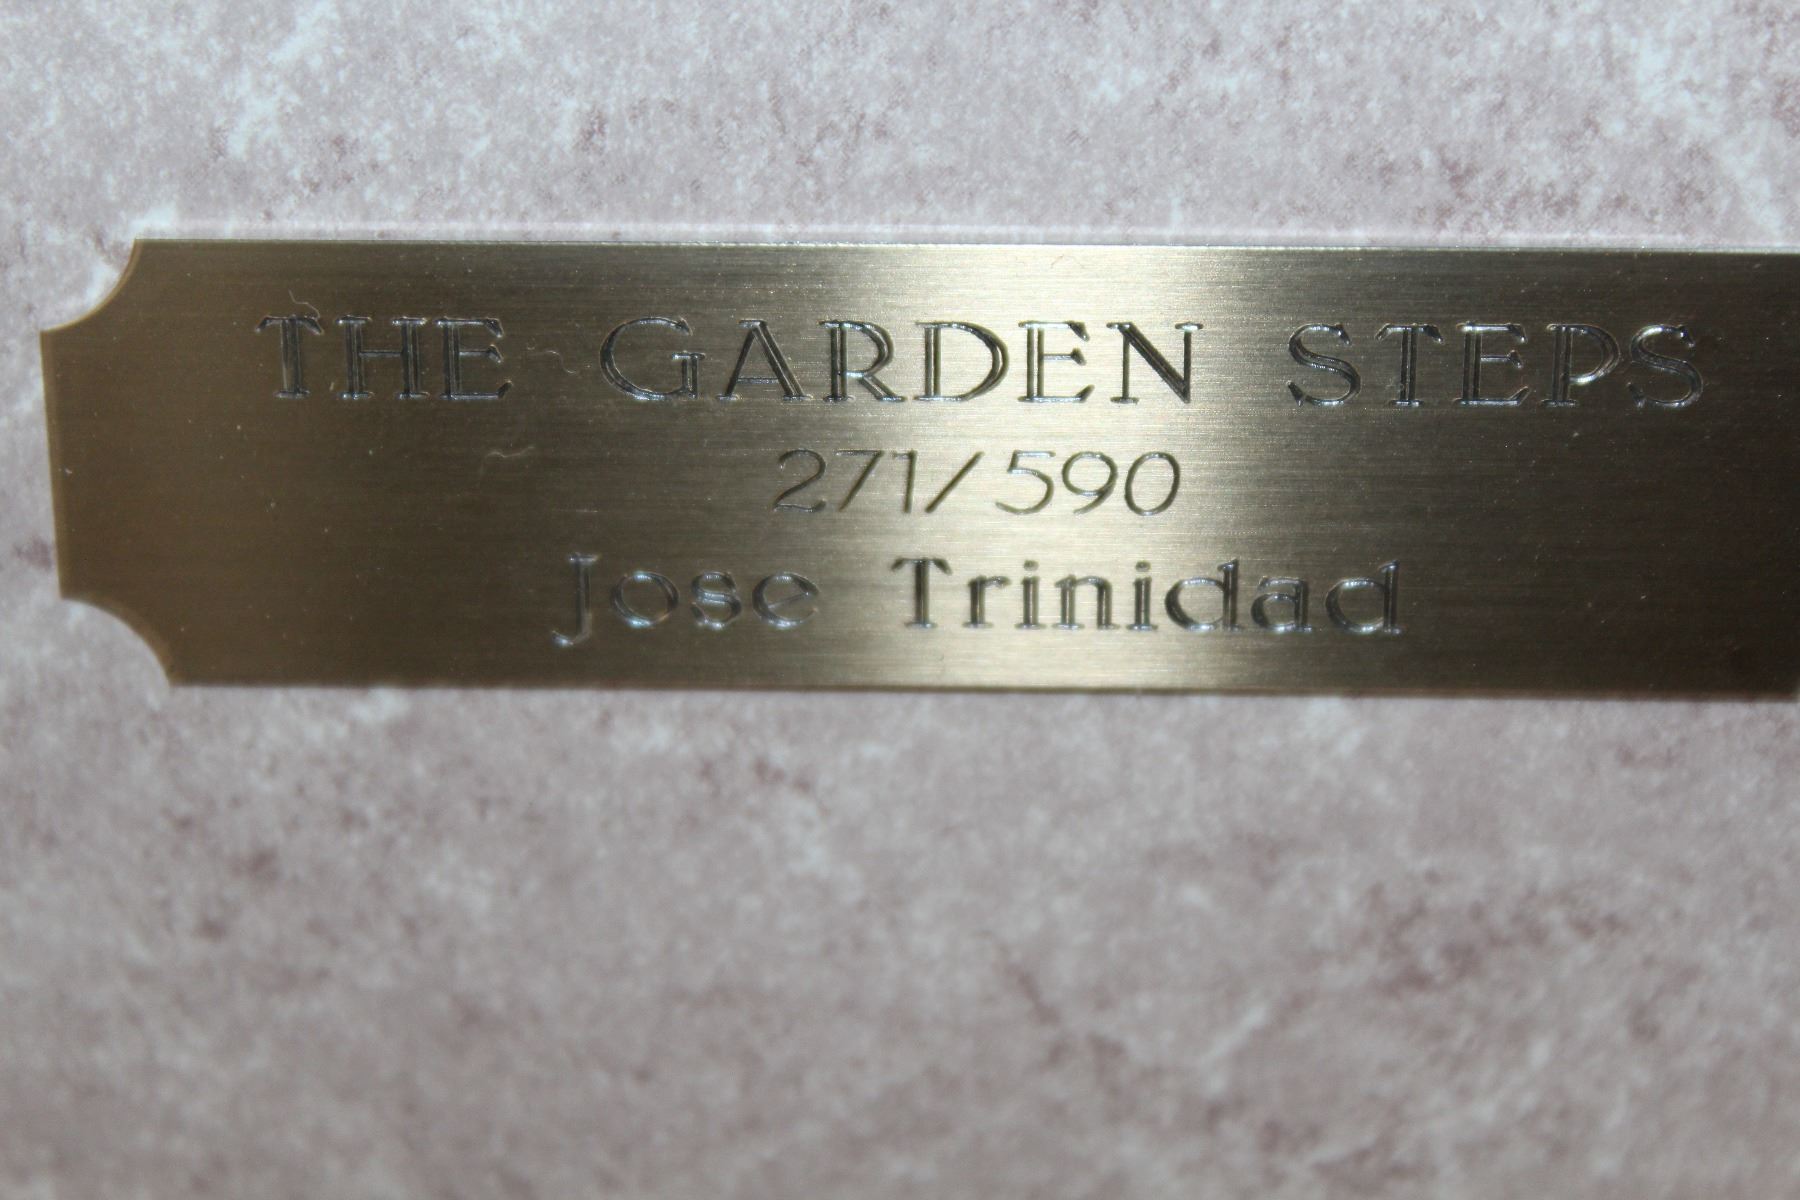 THE GARDEN STEPS
271/590
Jose Trinidad